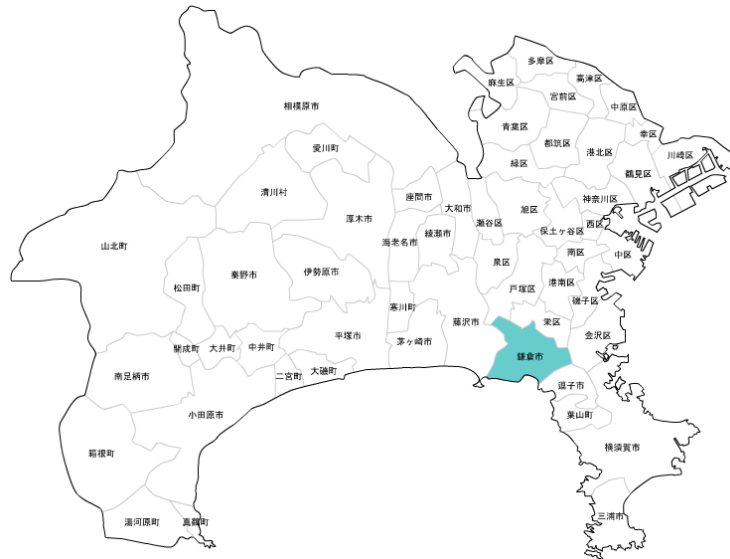 多摩区
麻生区
高津区
宮前区
中原区
相模原市
青葉区
幸区
都筑区
港北区
川崎区
愛川町
緑区
鶴見区
清川村
座間市
大和市
神奈川区
厚木市
瀬谷区
旭区
西区
綾瀬市
保土ヶ谷区
山北町
海老名市
南区
中区
泉区
秦野市
伊勢原市
松田町
戸塚区
港南区
磯子区
寒川町
藤沢市
栄区
平塚市
茅ヶ崎市
金沢区
開成町
大井町
中井町
鎌倉市
南足柄市
二宮町
大磯町
逗子市
小田原市
葉山町
横須賀市
箱根町
三浦市
湯河原町
真鶴町